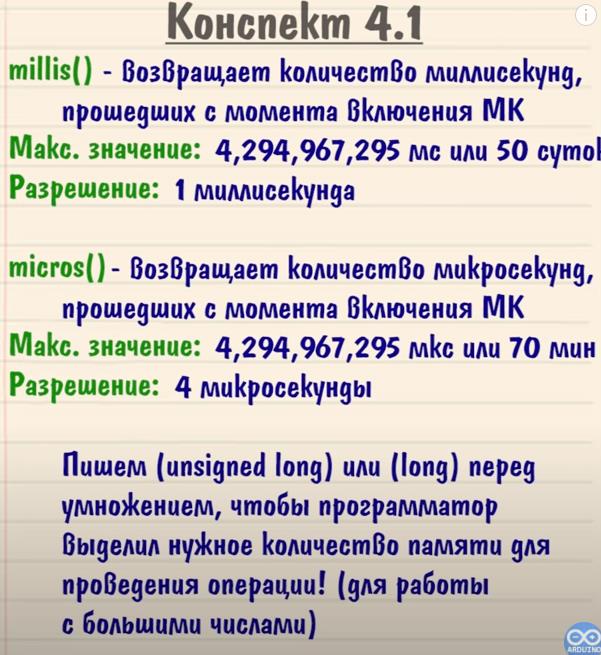 Конспект 4.1
millis() - возвращает количество миллисекунд,
прошедших с момента включения МК
Макс. значение: 4,294,967,295 мс или 50 суток
Разрешение: 1 миллисекунда
micros() - возвращает количество микросекунд,
прошедших с момента включения МК
Макс. значение: 4,294,967,295 мкс или 70 мин
Разрешение: 4 микросекунды
Пишем (unsigned long) или (long) перед
умножением, чтобы программатор
выделил нужное количество памяти для
проведения операции! (для работы
с большими числами)
ARDUINO